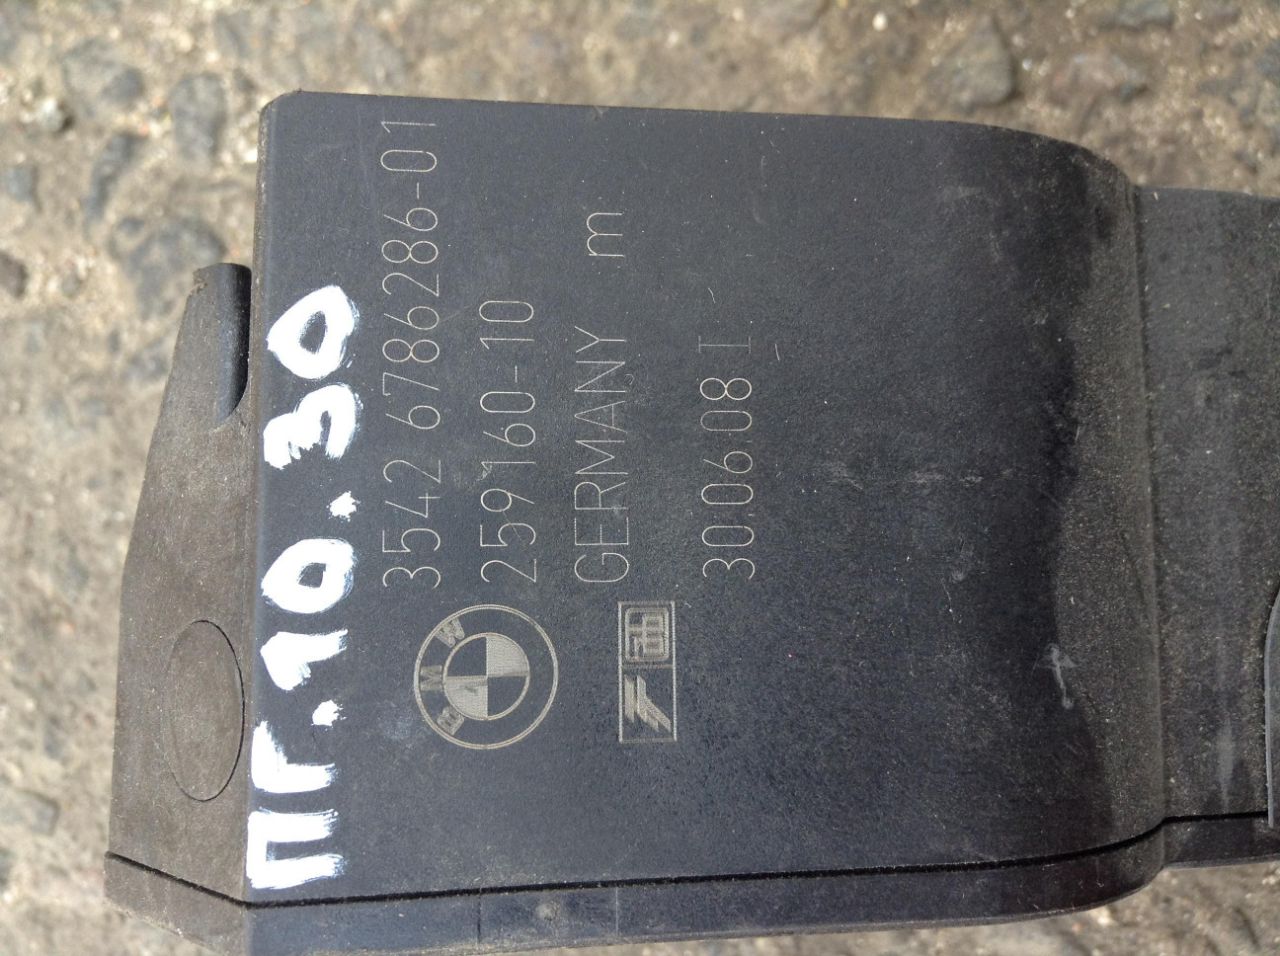 ПГ.10.30
3542 6786286-01
259160-10
GERMANY m
30.06.08 I
BMW